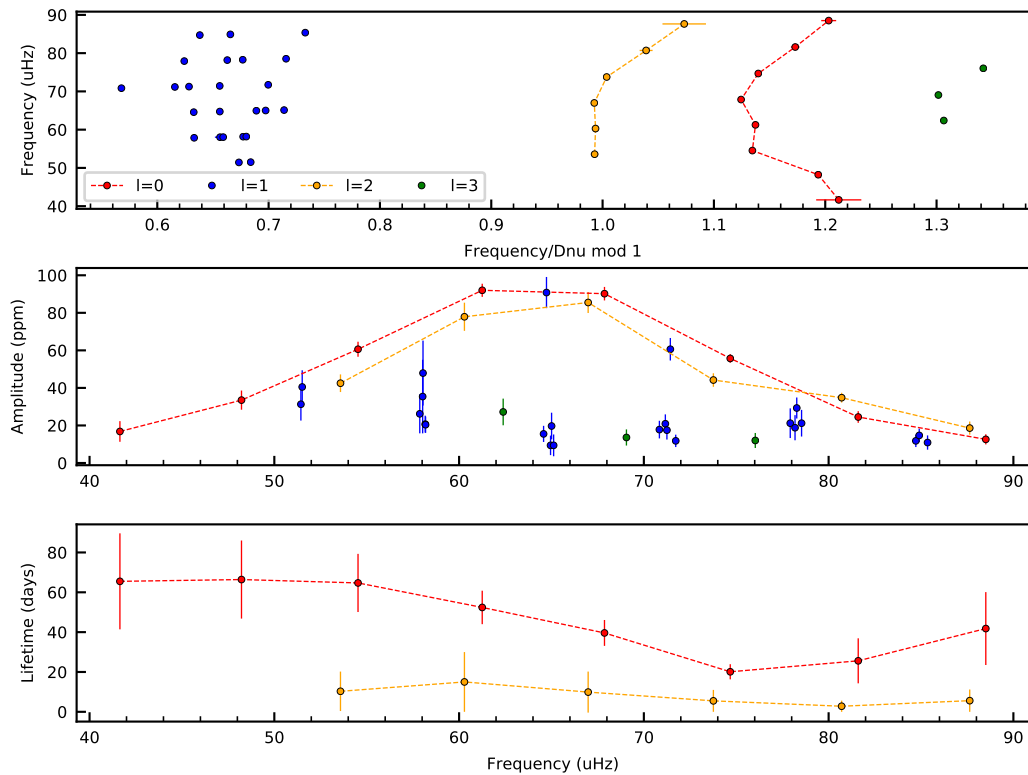 Frequency (uHz)
90
80
70
60
50
40
l=0 l=1 l=2 l=3
0.6 0.7 0.8 0.9 1.0 1.1 1.2 1.3
Frequency/Dnu mod 1
Amplitude (ppm)
100
80
60
40
20
0
40 50 60 70 80 90
Lifetime (days)
80
60
40
20
0
40 50 60 70 80 90
Frequency (uHz)